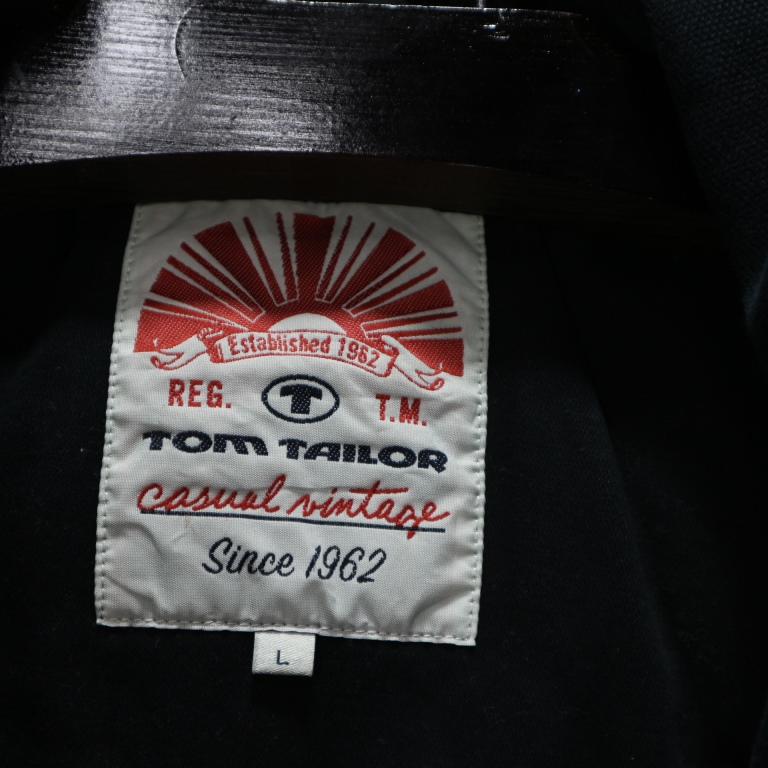 Established 1962
REG. T T.M.
TOM TAILOR
casual vintage
Since 1962
L